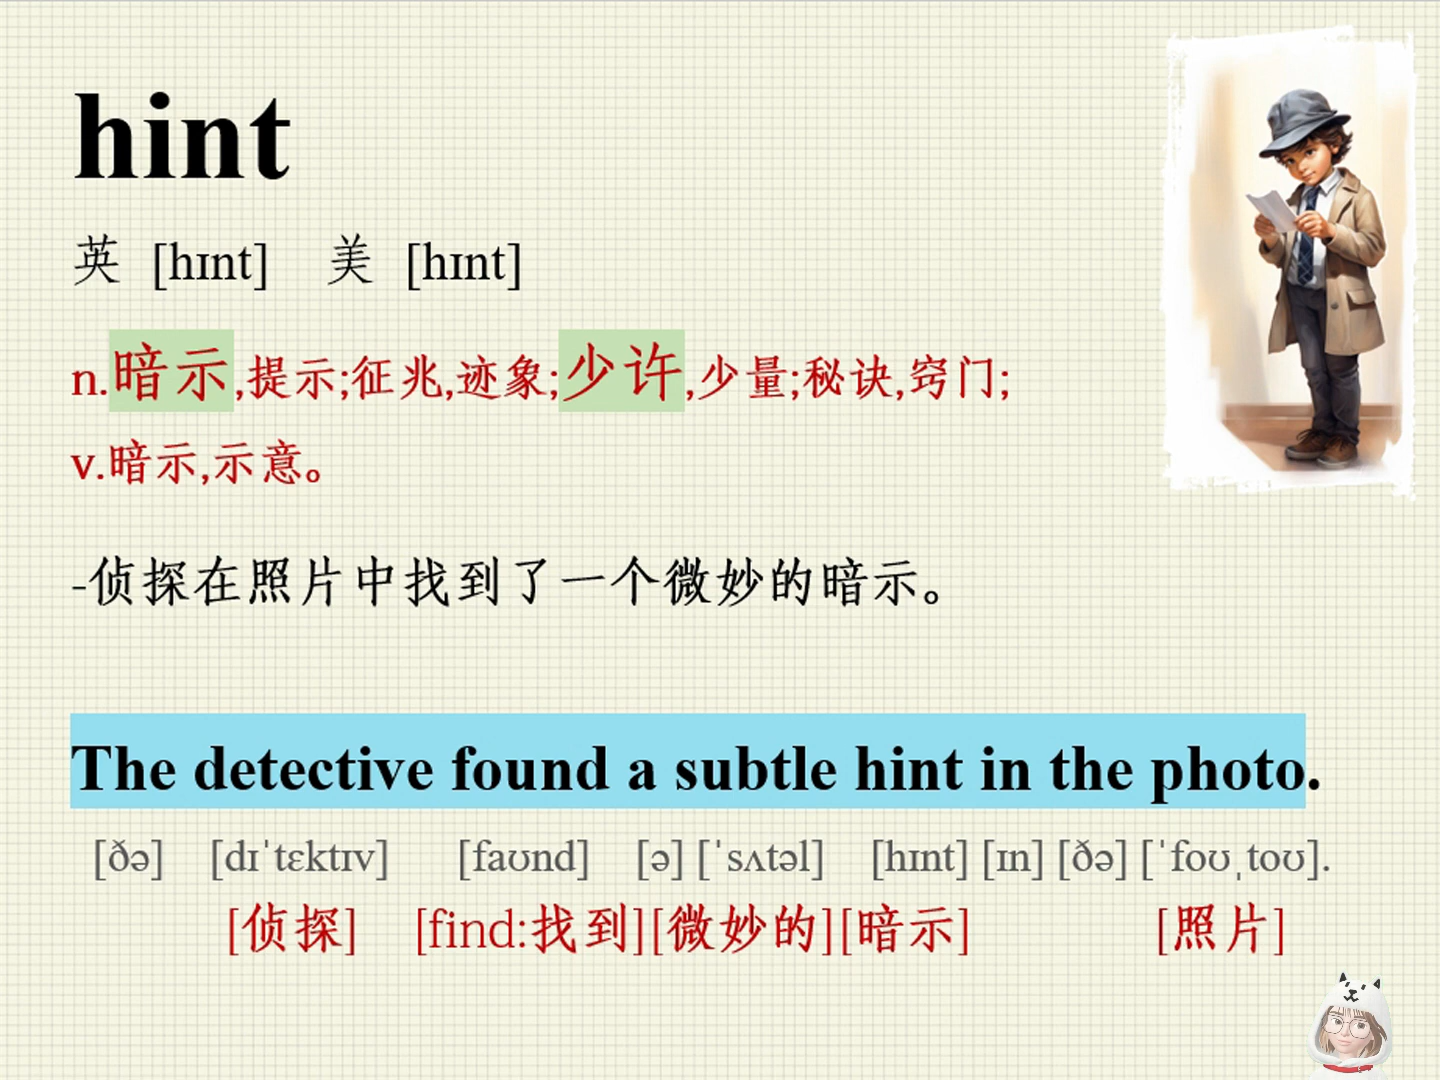 hint
英 [hɪnt] 美 [hɪnt]
n.暗示,提示;征兆,迹象;少许,少量;秘诀,窍门;
v.暗示,示意。
-侦探在照片中找到了一个微妙的暗示。
The detective found a subtle hint in the photo.
[ðə] [dɪˈtɛktɪv] [faʊnd] [ə] [ˈsʌtəl] [hɪnt] [ɪn] [ðə] [ˈfoʊˌtoʊ].
[侦探] [find:找到][微妙的][暗示] [照片]